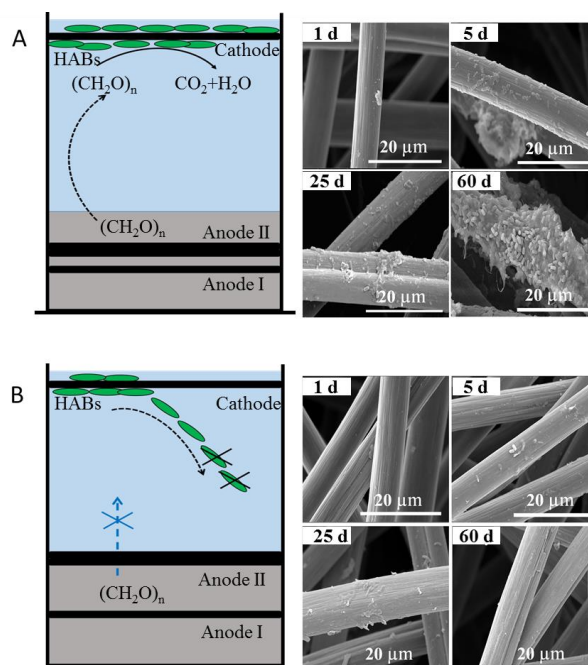 A
HABs
Cathode
(CH₂O)ₙ
CO₂+H₂O
(CH₂O)ₙ
Anode II
Anode I
1 d
20 µm
5 d
20 µm
25 d
20 µm
60 d
20 µm
B
HABs
Cathode
Anode II
(CH₂O)ₙ
Anode I
1 d
20 µm
5 d
20 µm
25 d
20 µm
60 d
20 µm